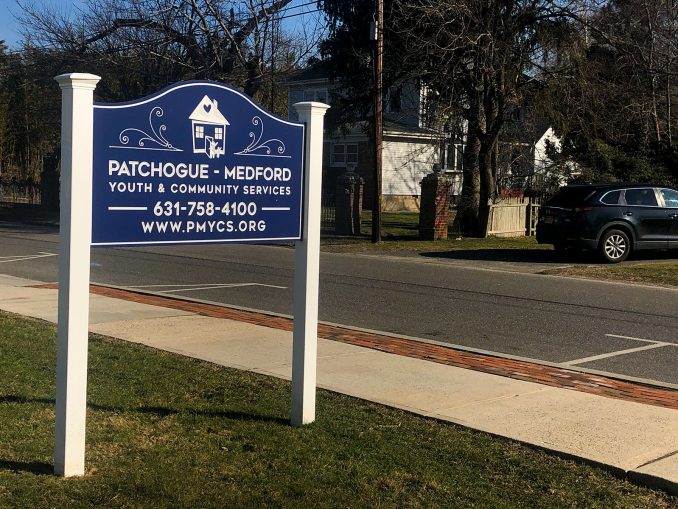 PATCHOGUE - MEDFORD
YOUTH & COMMUNITY SERVICES
631-758-4100
WWW.PMYCS.ORG